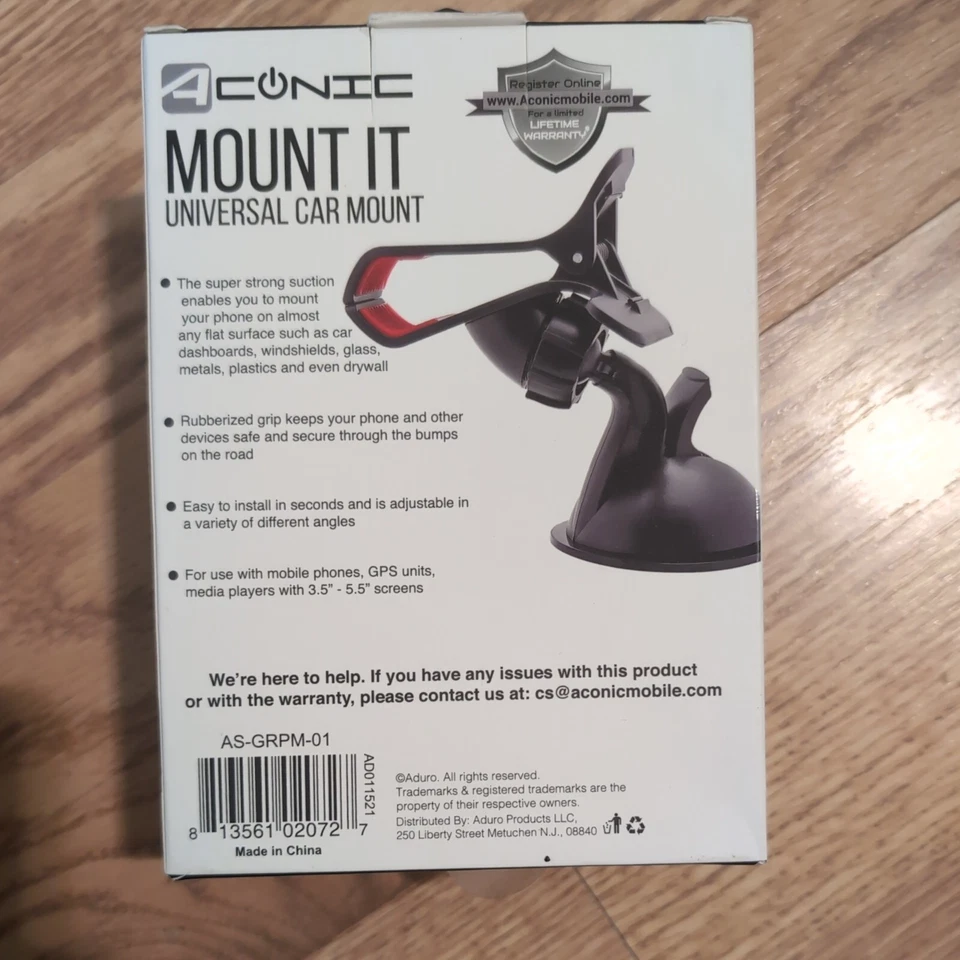 ACONIC
Register Online
www.Aconicmobile.com
For a limited
LIFETIME
WARRANTY*
MOUNT IT
UNIVERSAL CAR MOUNT
• The super strong suction
enables you to mount
your phone on almost
any flat surface such as car
dashboards, windshields, glass,
metals, plastics and even drywall
• Rubberized grip keeps your phone and other
devices safe and secure through the bumps
on the road
• Easy to install in seconds and is adjustable in
a variety of different angles
• For use with mobile phones, GPS units,
media players with 3.5" - 5.5" screens
We're here to help. If you have any issues with this product
or with the warranty, please contact us at: cs@aconicmobile.com
AS-GRPM-01
AD011521
8 13561 02072 7
Made in China
©Aduro. All rights reserved.
Trademarks & registered trademarks are the
property of their respective owners.
Distributed By: Aduro Products LLC,
250 Liberty Street Metuchen N.J., 08840